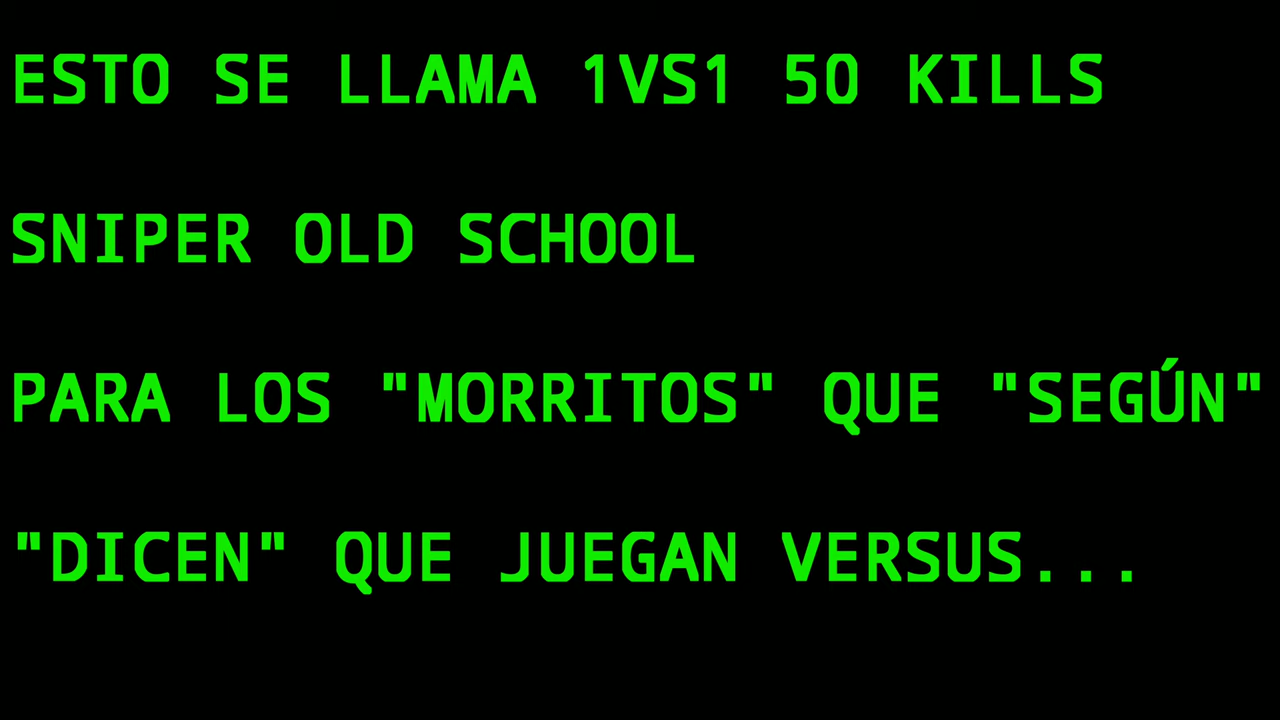 ESTO SE LLAMA 1VS1 50 KILLS
SNIPER OLD SCHOOL
PARA LOS "MORRITOS" QUE "SEGÚN"
"DICEN" QUE JUEGAN VERSUS...